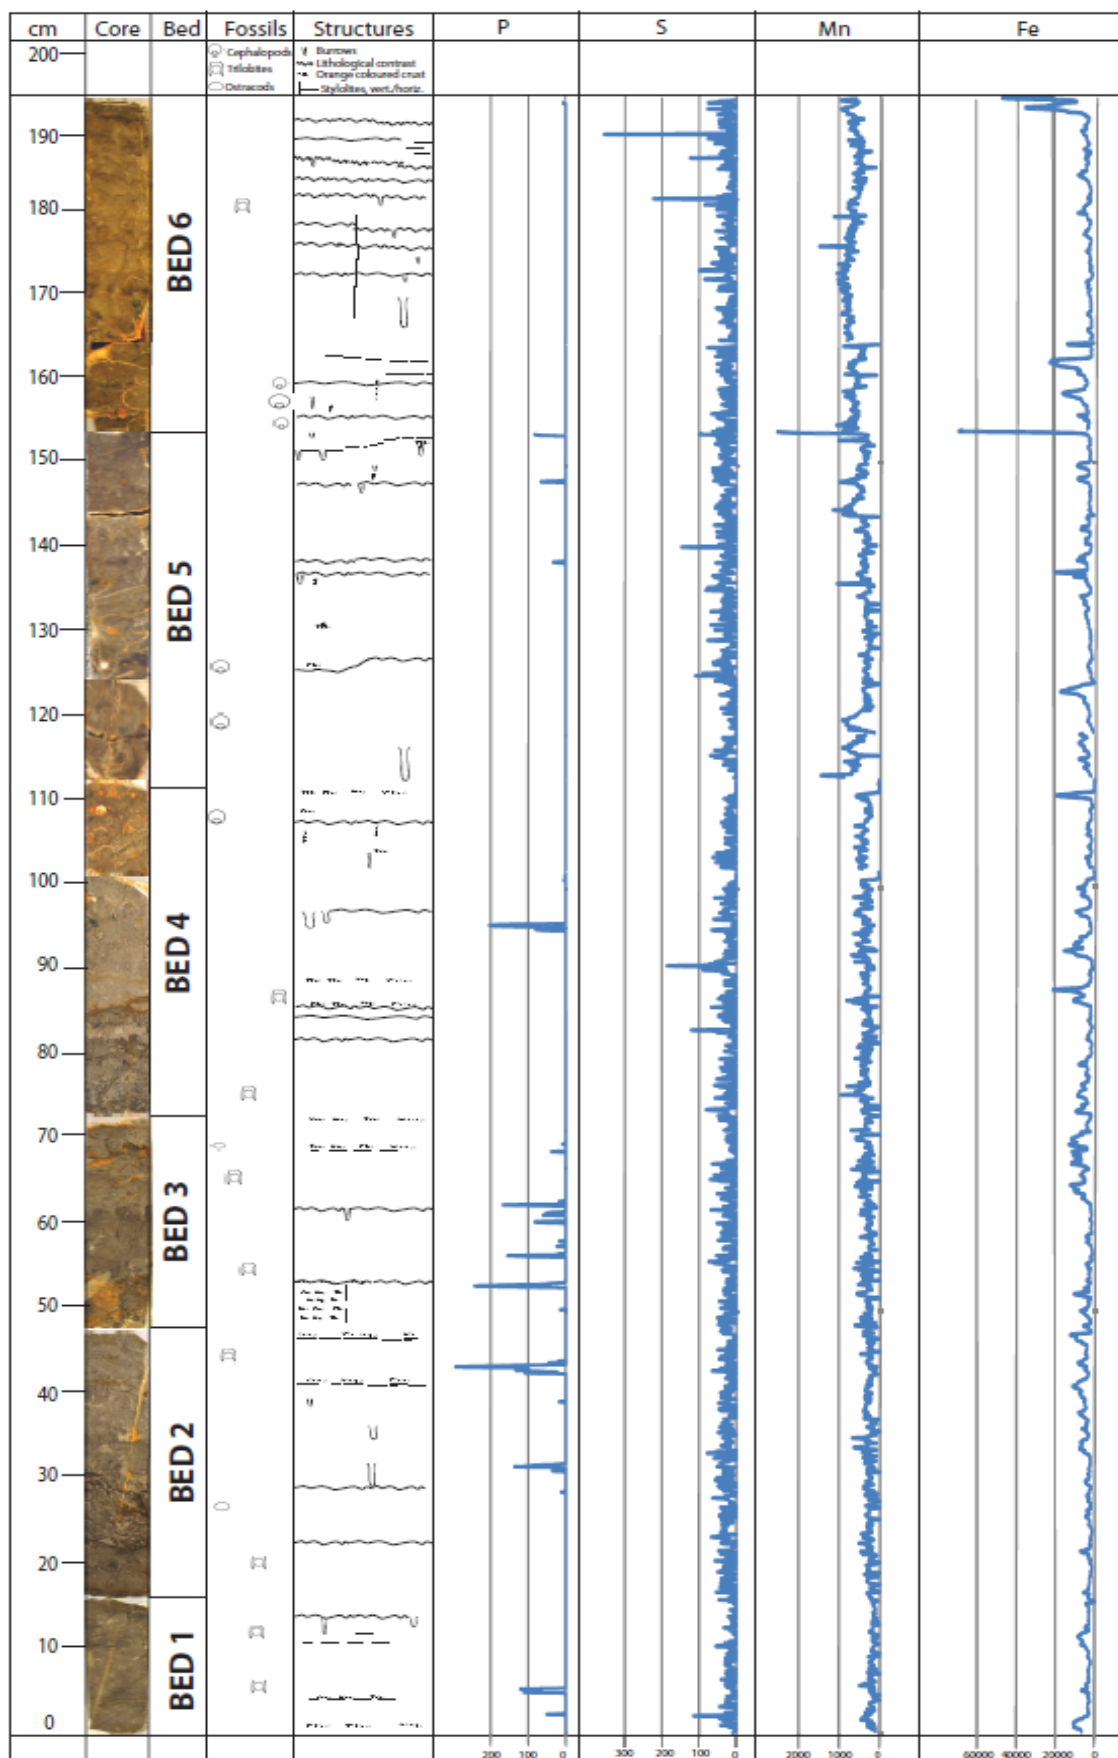 cm Core Bed Fossils Structures P S Mn Fe
200
Cephalopods
Trilobites
Ostracods
Burrows
Lithological contrast
Orange coloured crust
Stylolites, vert./horiz.
190
180
170
160
150
140
130
120
110
100
90
80
70
60
50
40
30
20
10
0
BED 6
BED 5
BED 4
BED 3
BED 2
BED 1
200 100 0 300 200 100 0 2000 1000 0 60000 40000 20000 0